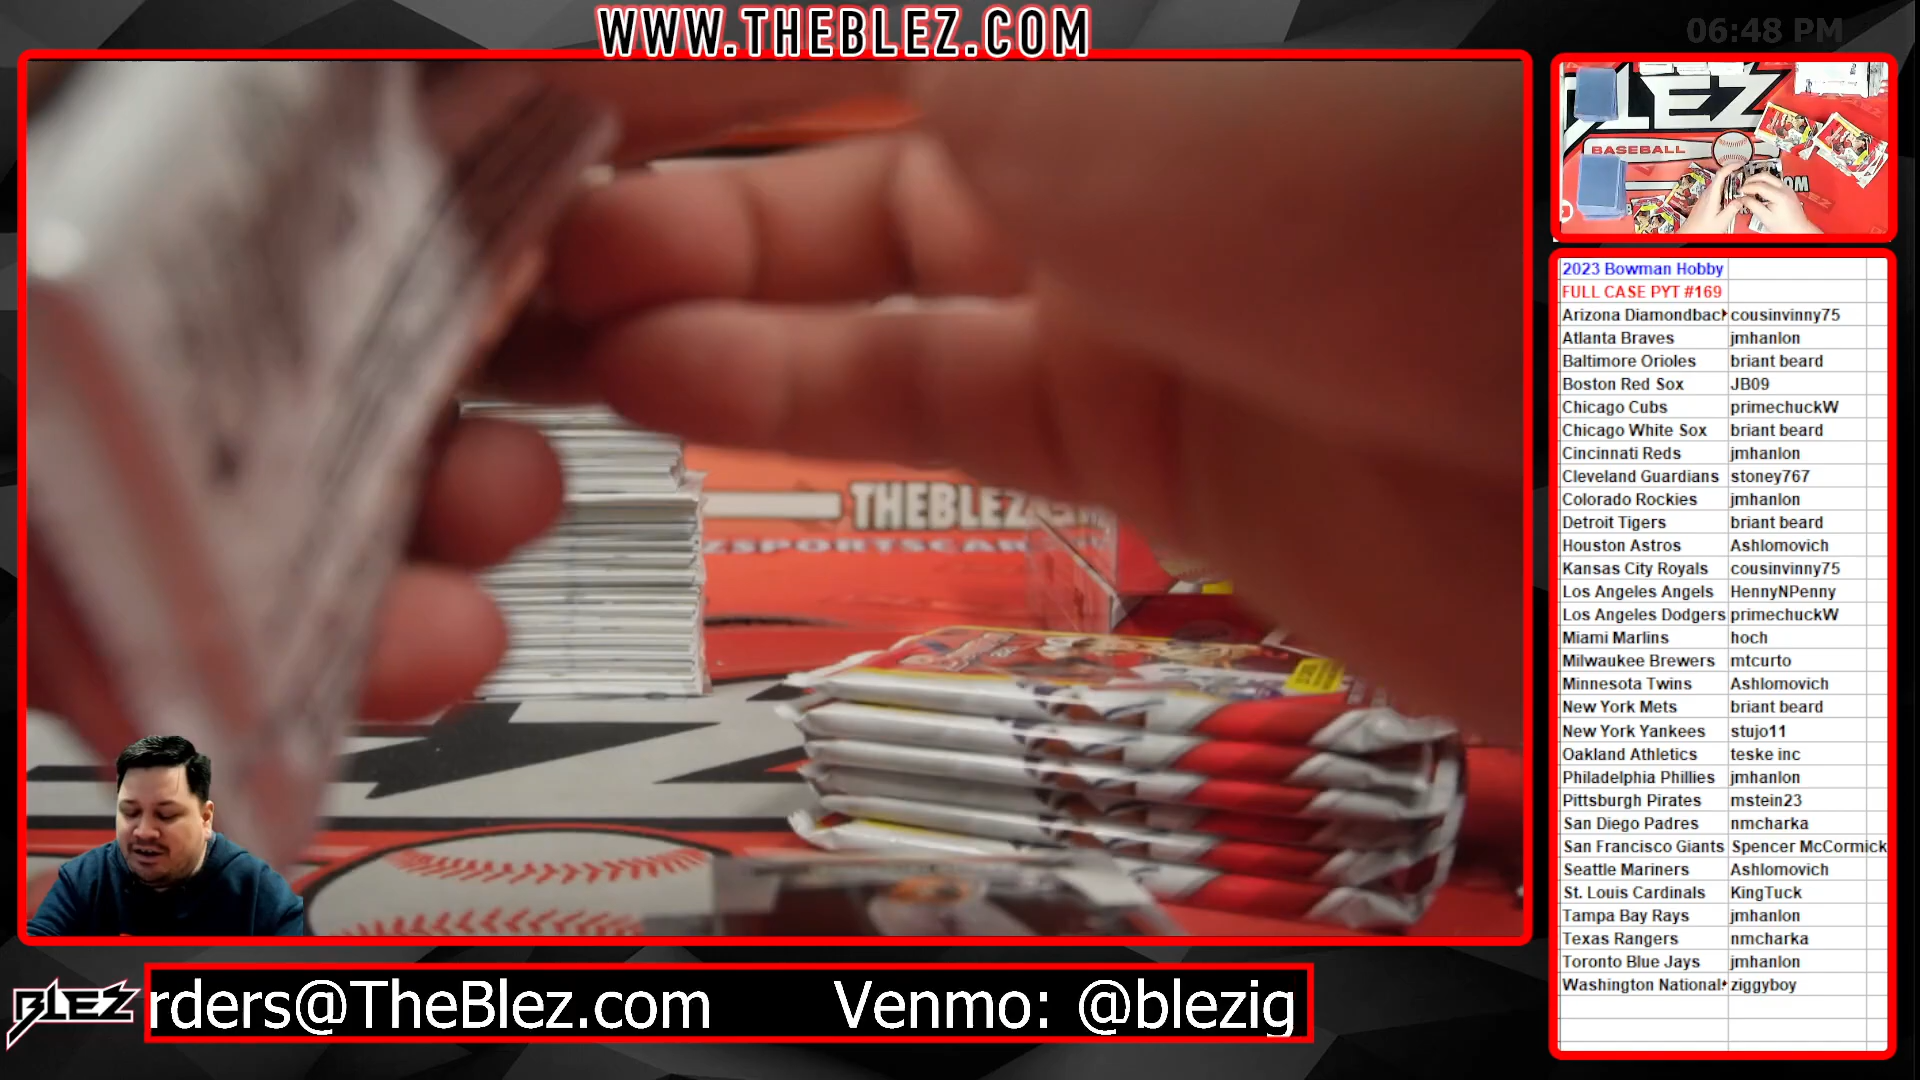 WWW.THEBLEZ.COM
06:48 PM
LEZ
BASEBALL
THEBLEZ
2023 Bowman Hobby
FULL CASE PYT #169
Arizona Diamondbac cousinvinny75
Atlanta Braves jmhanlon
Baltimore Orioles briant beard
Boston Red Sox JB09
Chicago Cubs primechuckW
Chicago White Sox briant beard
Cincinnati Reds jmhanlon
Cleveland Guardians stoney767
Colorado Rockies jmhanlon
Detroit Tigers briant beard
Houston Astros Ashlomovich
Kansas City Royals cousinvinny75
Los Angeles Angels HennyNPenny
Los Angeles Dodgers primechuckW
Miami Marlins hoch
Milwaukee Brewers mtcurto
Minnesota Twins Ashlomovich
New York Mets briant beard
New York Yankees stujo11
Oakland Athletics teske inc
Philadelphia Phillies jmhanlon
Pittsburgh Pirates mstein23
San Diego Padres nmcharka
San Francisco Giants Spencer McCormick
Seattle Mariners Ashlomovich
St. Louis Cardinals KingTuck
Tampa Bay Rays jmhanlon
Texas Rangers nmcharka
Toronto Blue Jays jmhanlon
Washington National ziggyboy
BLEZ
rders@TheBlez.com Venmo: @blezig